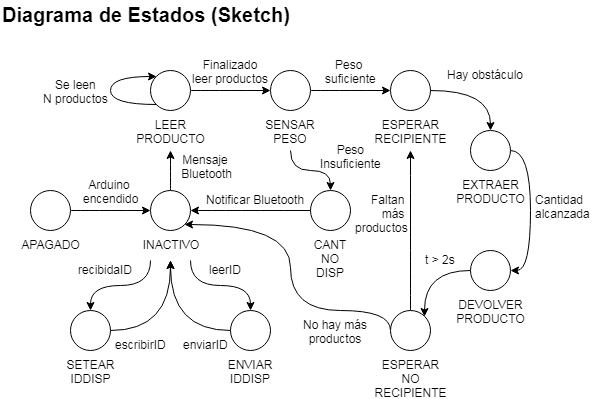 Diagrama de Estados (Sketch)
Se leen
N productos
Finalizado
leer productos
Peso
suficiente
Hay obstáculo
LEER
PRODUCTO
SENSAR
PESO
ESPERAR
RECIPIENTE
Mensaje
Bluetooth
Peso
Insuficiente
EXTRAER
PRODUCTO
Arduino
encendido
Notificar Bluetooth
Faltan
más
productos
Cantidad
alcanzada
APAGADO
INACTIVO
CANT
NO
DISP
recibidaID
leerID
t > 2s
DEVOLVER
PRODUCTO
No hay más
productos
escribirID
enviarID
SETEAR
IDDISP
ENVIAR
IDDISP
ESPERAR
NO
RECIPIENTE